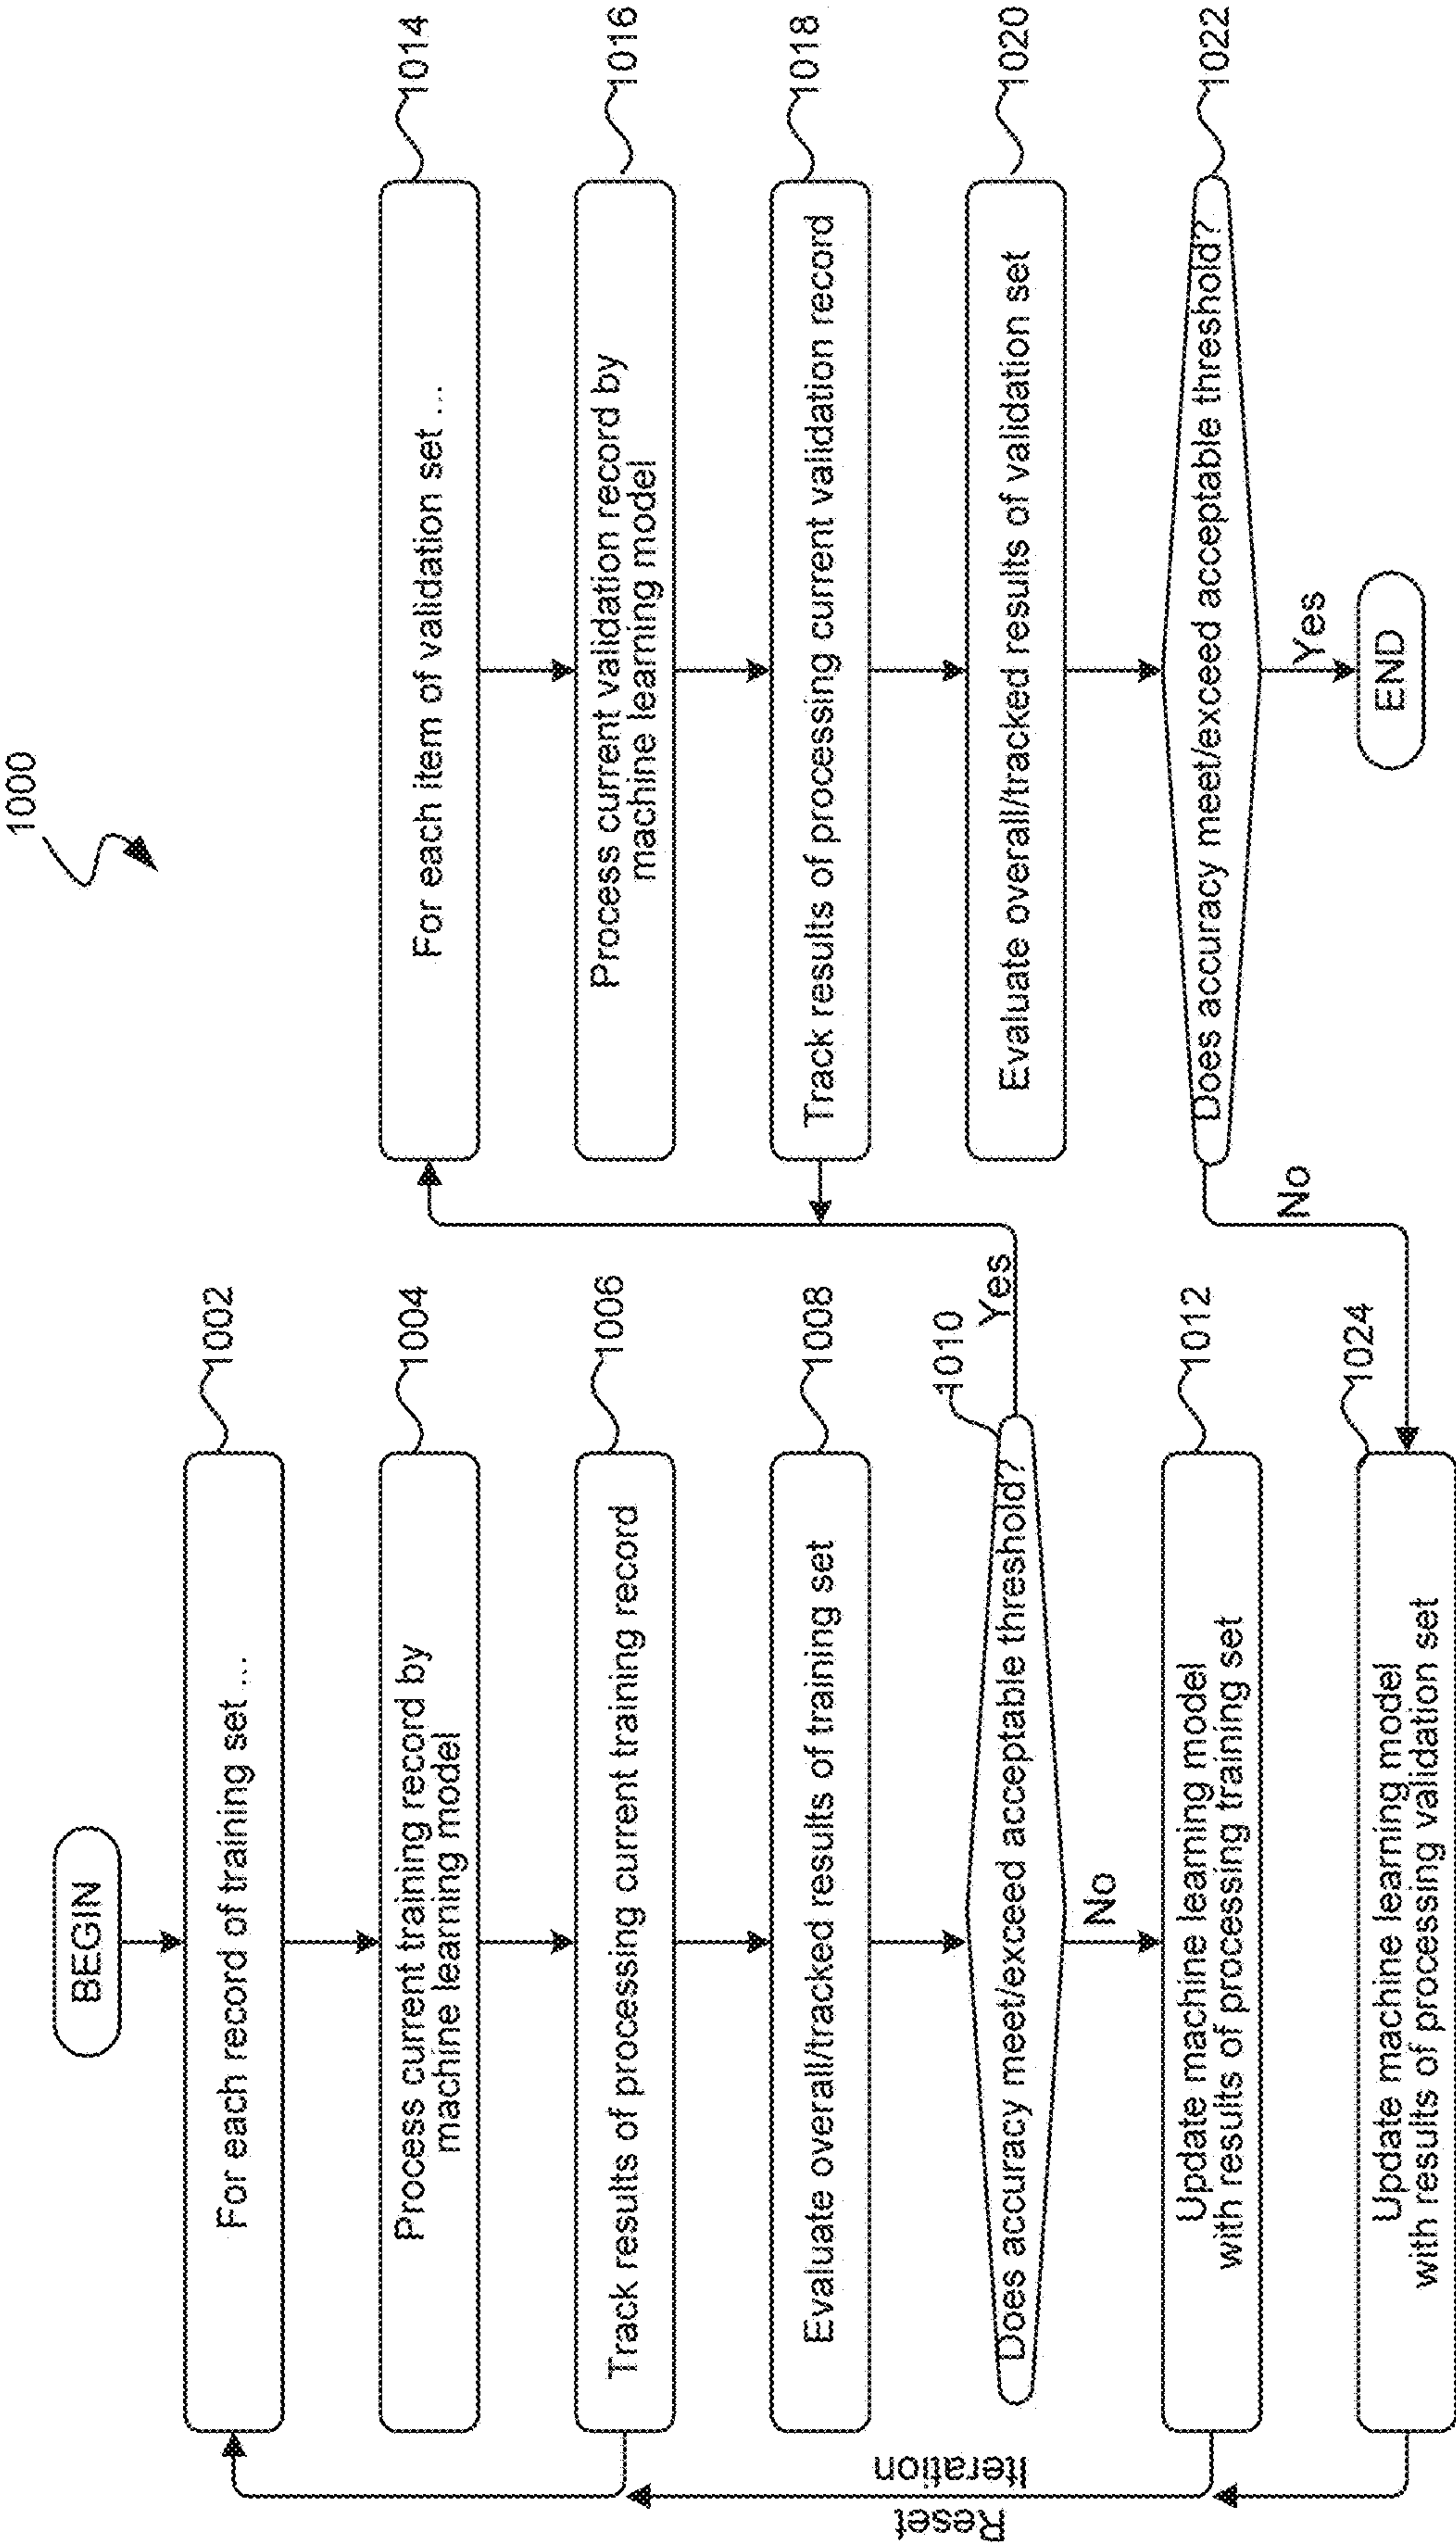 1000
BEGIN
For each record of training set ...
1002
Process current training record by
machine learning model
1004
Track results of processing current training record
1006
Evaluate overall/tracked results of training set
1008
Does accuracy meet/exceed acceptable threshold?
1010
Yes
No
Update machine learning model
with results of processing training set
1012
Update machine learning model
with results of processing validation set
1024
Reset
iteration
For each item of validation set ...
1014
Process current validation record by
machine learning model
1016
Track results of processing current validation record
1018
Evaluate overall/tracked results of validation set
1020
Does accuracy meet/exceed acceptable threshold?
1022
No
Yes
END